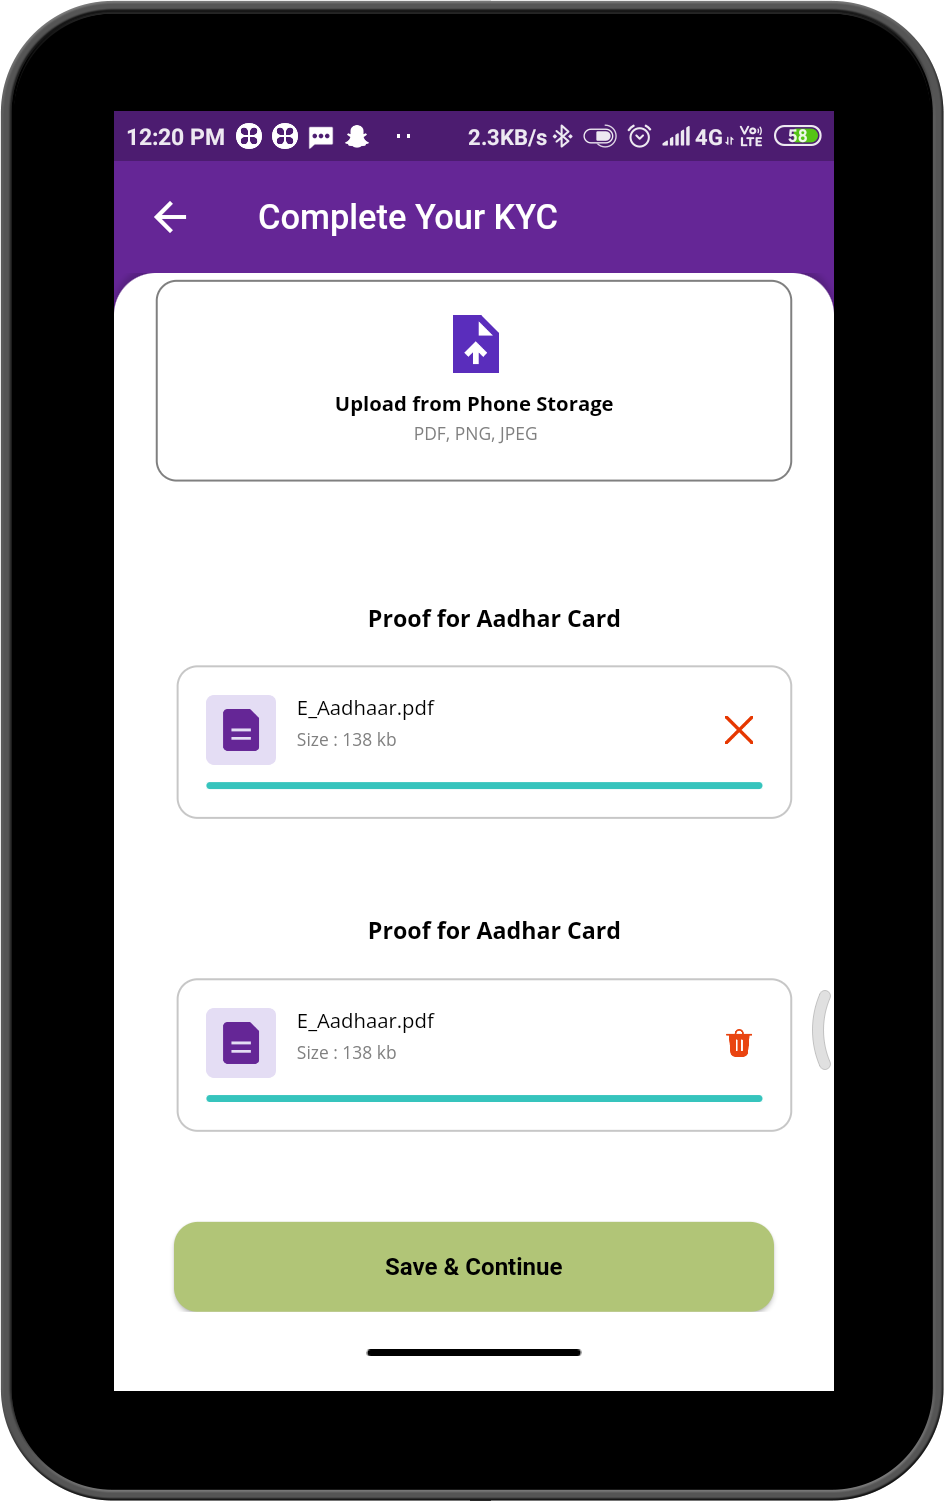 12:20 PM 2.3KB/s 4G Vo LTE 58
Complete Your KYC
Upload from Phone Storage
PDF, PNG, JPEG
Proof for Aadhar Card
E_Aadhaar.pdf
Size : 138 kb
Proof for Aadhar Card
E_Aadhaar.pdf
Size : 138 kb
Save & Continue